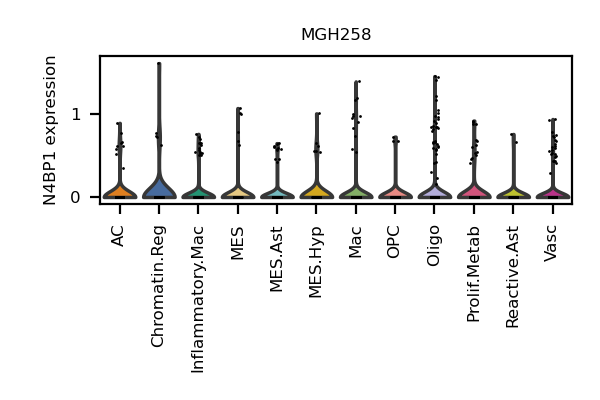 MGH258
N4BP1 expression
1
0
AC
Chromatin.Reg
Inflammatory.Mac
MES
MES.Ast
MES.Hyp
Mac
OPC
Oligo
Prolif.Metab
Reactive.Ast
Vasc